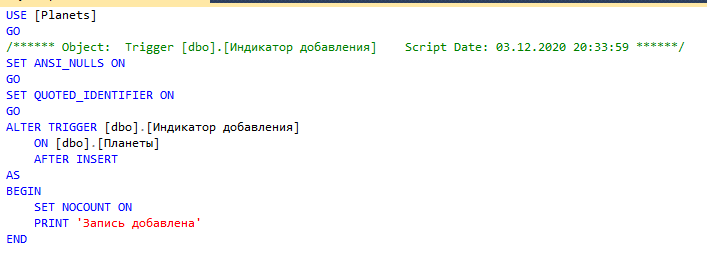 USE [Planets]
GO
/****** Object:  Trigger [dbo].[Индикатор добавления]    Script Date: 03.12.2020 20:33:59 ******/
SET ANSI_NULLS ON
GO
SET QUOTED_IDENTIFIER ON
GO
ALTER TRIGGER [dbo].[Индикатор добавления]
    ON [dbo].[Планеты]
    AFTER INSERT
AS
BEGIN
    SET NOCOUNT ON
    PRINT 'Запись добавлена'
END